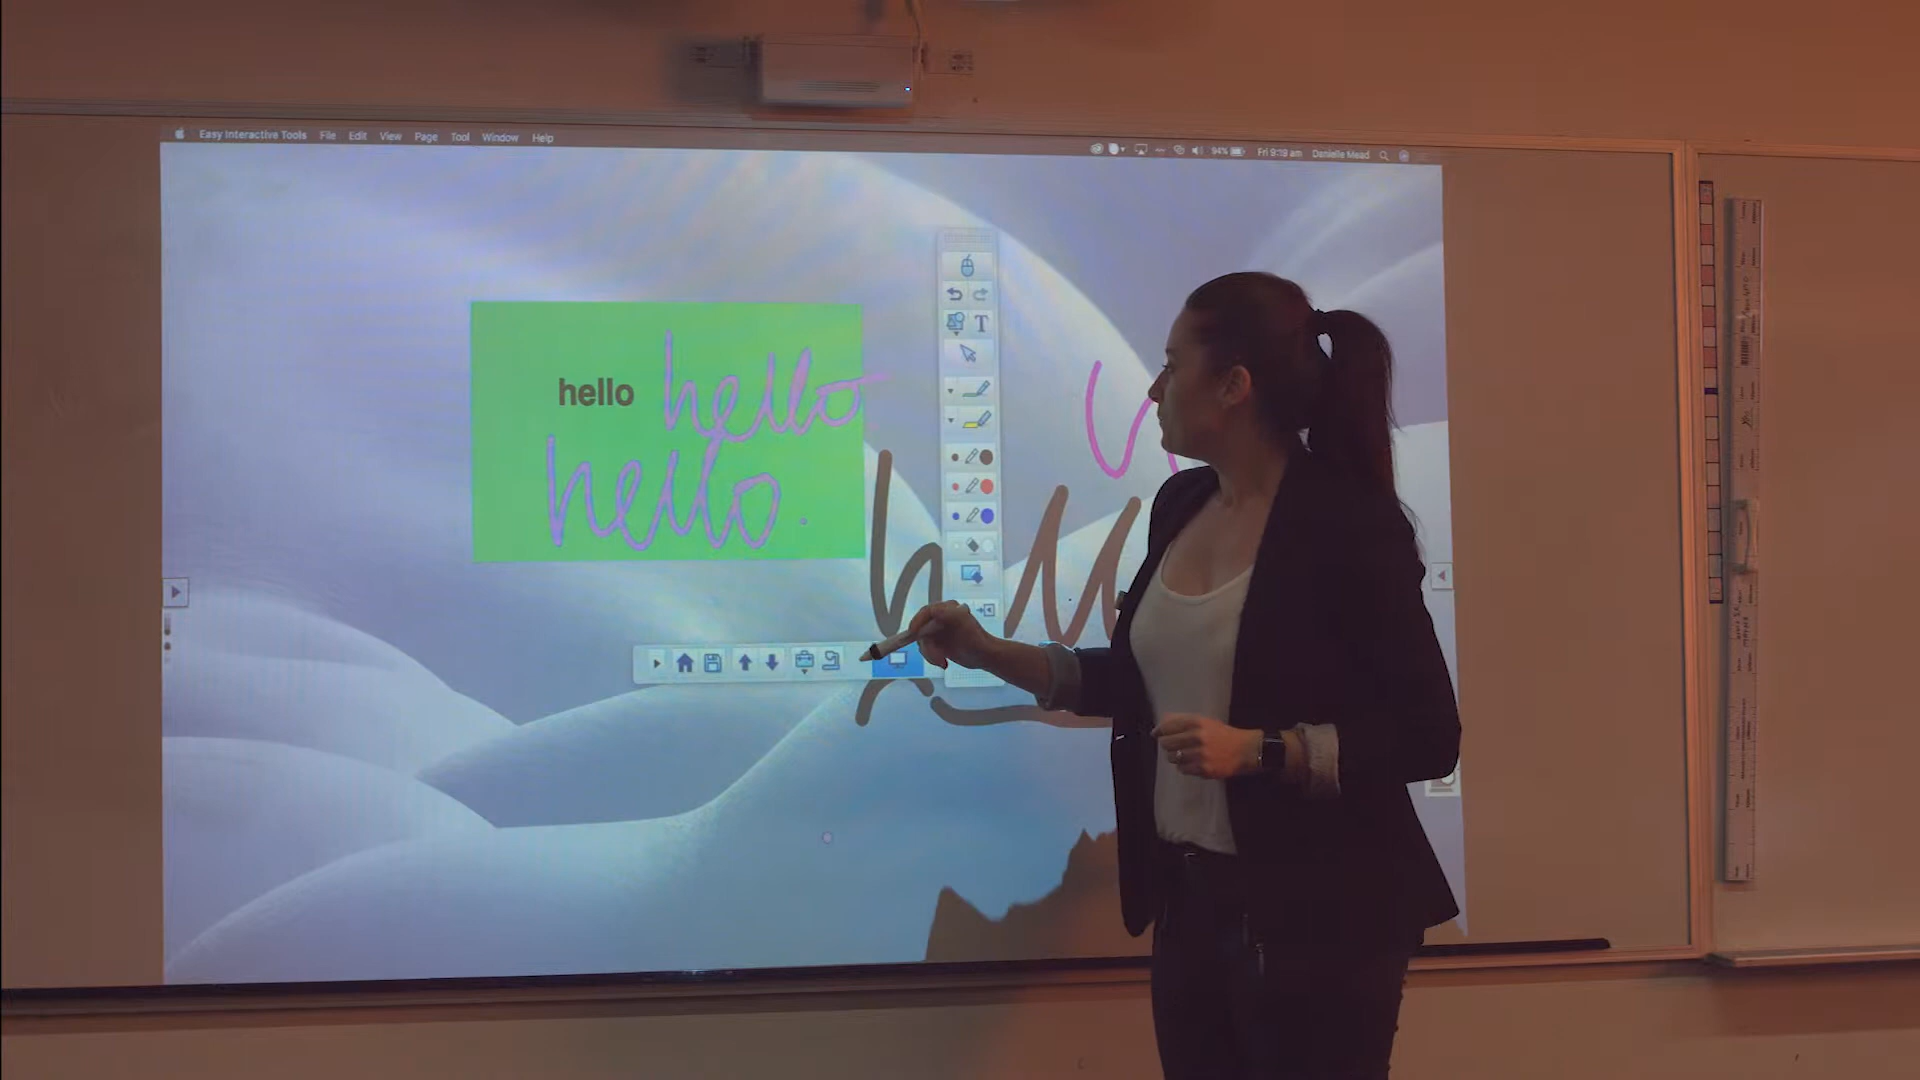 Easy Interactive Tools File Edit View Page Tool Window Help
94% Fri 9:19 am Danielle Mead
T
hello hello
hello.